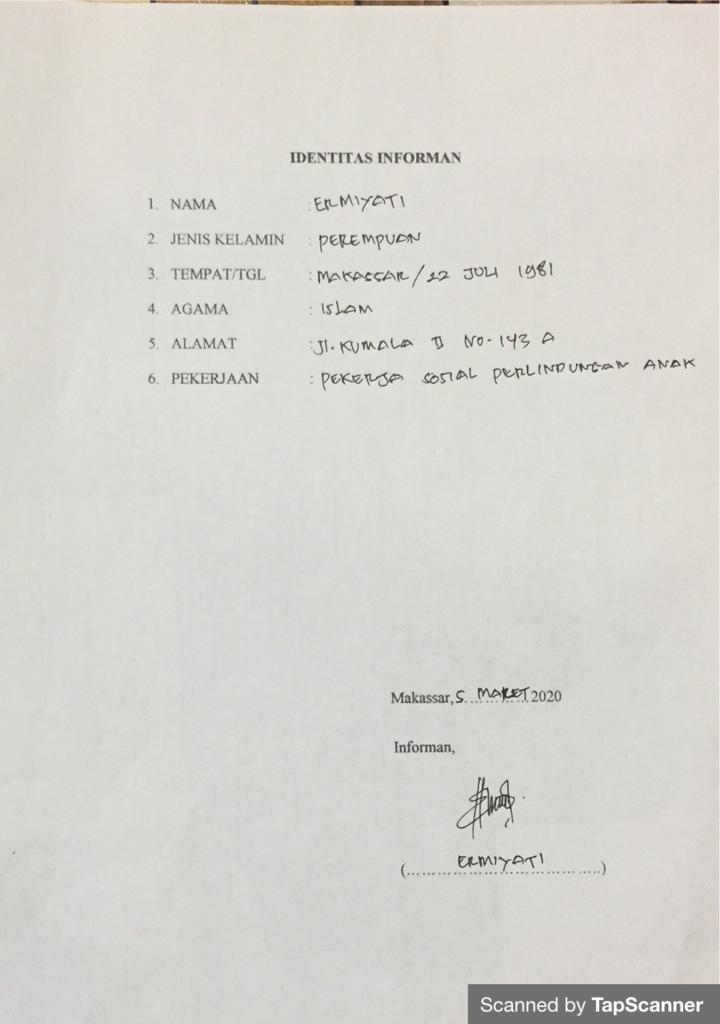 IDENTITAS INFORMAN
1. NAMA : ERMIYATI
2. JENIS KELAMIN : PEREMPUAN
3. TEMPAT/TGL : MAKASSAR / 22 JULI 1981
4. AGAMA : ISLAM
5. ALAMAT : Jl. KUMALA II NO-143 A
6. PEKERJAAN : PEKERJA SOSIAL PERLINDUNGAN ANAK
Makassar, 5 MARET 2020
Informan,
(ERMIYATI)
Scanned by TapScanner